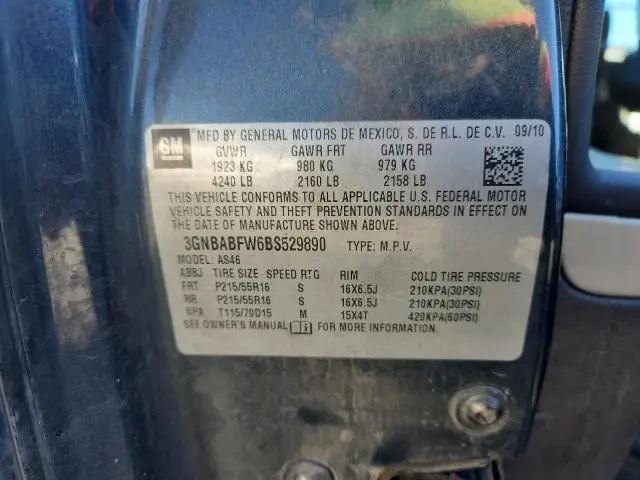 GM MFD BY GENERAL MOTORS DE MEXICO, S. DE R.L. DE C.V. 09/10
GVWR GAWR FRT GAWR RR
1923 KG 980 KG 979 KG
4240 LB 2160 LB 2158 LB
THIS VEHICLE CONFORMS TO ALL APPLICABLE U.S. FEDERAL MOTOR
VEHICLE SAFETY AND THEFT PREVENTION STANDARDS IN EFFECT ON
THE DATE OF MANUFACTURE SHOWN ABOVE.
3GNBABFW6BS529890 TYPE: M.P.V.
MODEL: AS46
ABBJ TIRE SIZE SPEED RTG RIM COLD TIRE PRESSURE
FRT P215/55R16 S 16X6.5J 210KPA(30PSI)
RR P215/55R16 S 16X6.5J 210KPA(30PSI)
SPA T115/70D15 M 15X4T 420KPA(60PSI)
SEE OWNER'S MANUAL FOR MORE INFORMATION